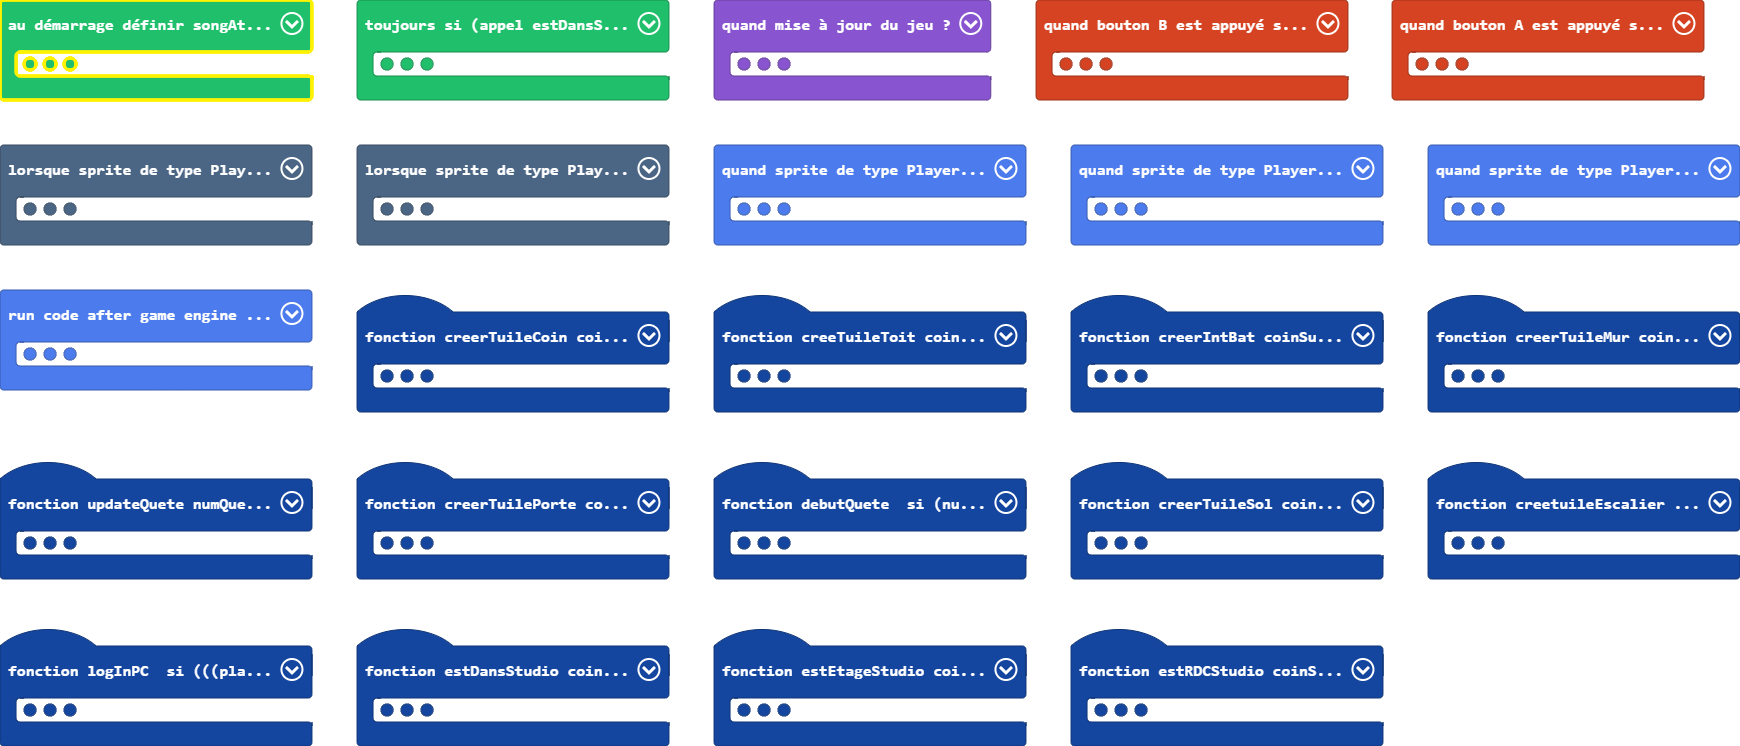 au démarrage définir songAt...
toujours si (appel estDansS...
quand mise à jour du jeu ?
quand bouton B est appuyé s...
quand bouton A est appuyé s...
lorsque sprite de type Play...
lorsque sprite de type Play...
quand sprite de type Player...
quand sprite de type Player...
quand sprite de type Player...
run code after game engine ...
fonction creerTuileCoin coi...
fonction creeTuileToit coin...
fonction creerIntBat coinSu...
fonction creerTuileMur coin...
fonction updateQuete numQue...
fonction creerTuilePorte co...
fonction debutQuete  si (nu...
fonction creerTuileSol coin...
fonction creetuileEscalier ...
fonction logInPC  si (((pla...
fonction estDansStudio coin...
fonction estEtageStudio coi...
fonction estRDCStudio coinS...